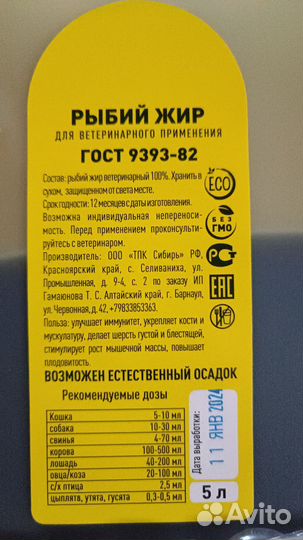 РЫБИЙ ЖИР
ДЛЯ ВЕТЕРИНАРНОГО ПРИМЕНЕНИЯ
ГОСТ 9393-82
Состав: рыбий жир ветеринарный 100%. Хранить в
сухом, защищенном от света месте.
Срок годности: 12 месяцев с даты изготовления.
Возможна индивидуальная непереноси-
мость. Перед применением проконсульти-
руйтесь с ветеринаром.
Производитель: ООО «ТПК Сибирь» РФ,
Красноярский край, с. Селиваниха, ул.
Промышленная, д. 9-4, с. 2 по заказу ИП
Гамаюнова Т. С. Алтайский край, г. Барнаул,
ул. Червонная, д. 42, +79833853363.
Польза: улучшает иммунитет, укрепляет кости и
мускулатуру, делает шерсть густой и блестящей,
стимулирует рост мышечной массы, повышает
плодовитость.
ECO
БЕЗ
ГМО
РСТ
EAC
ВОЗМОЖЕН ЕСТЕСТВЕННЫЙ ОСАДОК
Рекомендуемые дозы
Кошка 5-10 мл
собака 10-30 мл
свинья 4-70 мл
корова 100-500 мл
лошадь 40-200 мл
овца/коза 20-100 мл
с/х птица 2,5 мл
цыплята, утята, гусята 0,3-0,5 мл
Дата выработки:
11 ЯНВ 2024
5 л
Avito